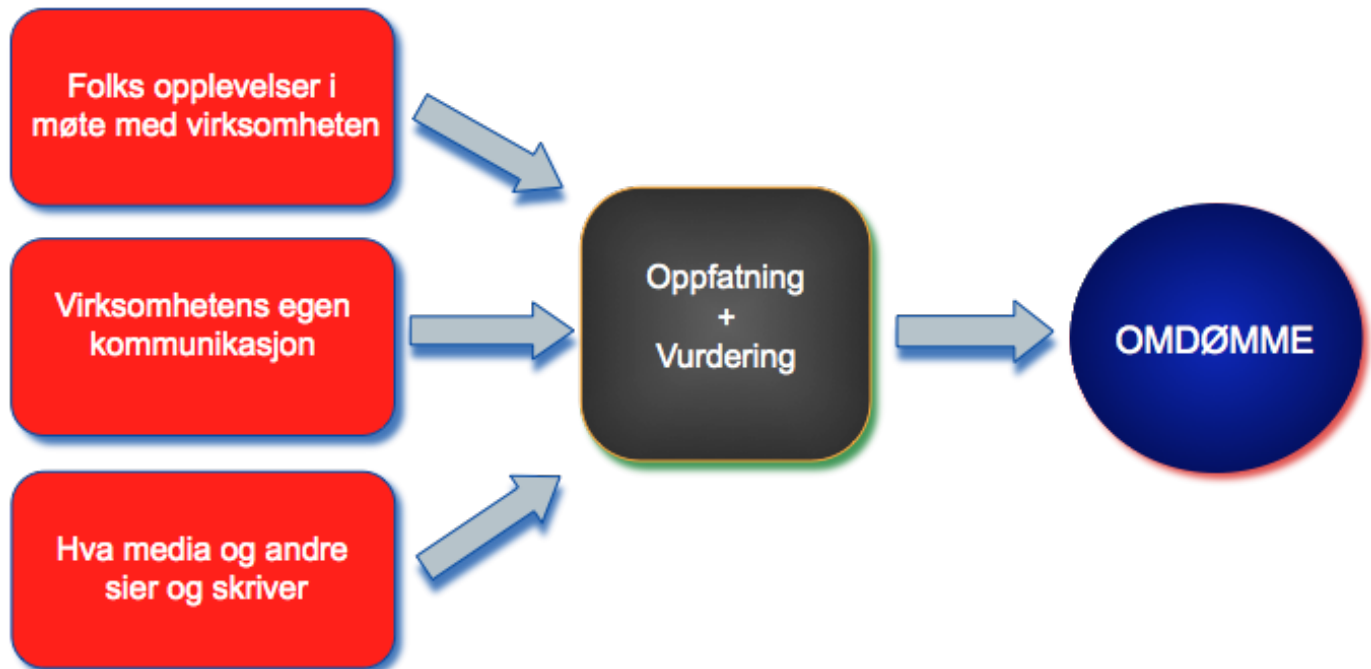 Folks opplevelser i
møte med virksomheten
Virksomhetens egen
kommunikasjon
Hva media og andre
sier og skriver
Oppfatning
+
Vurdering
OMDØMME